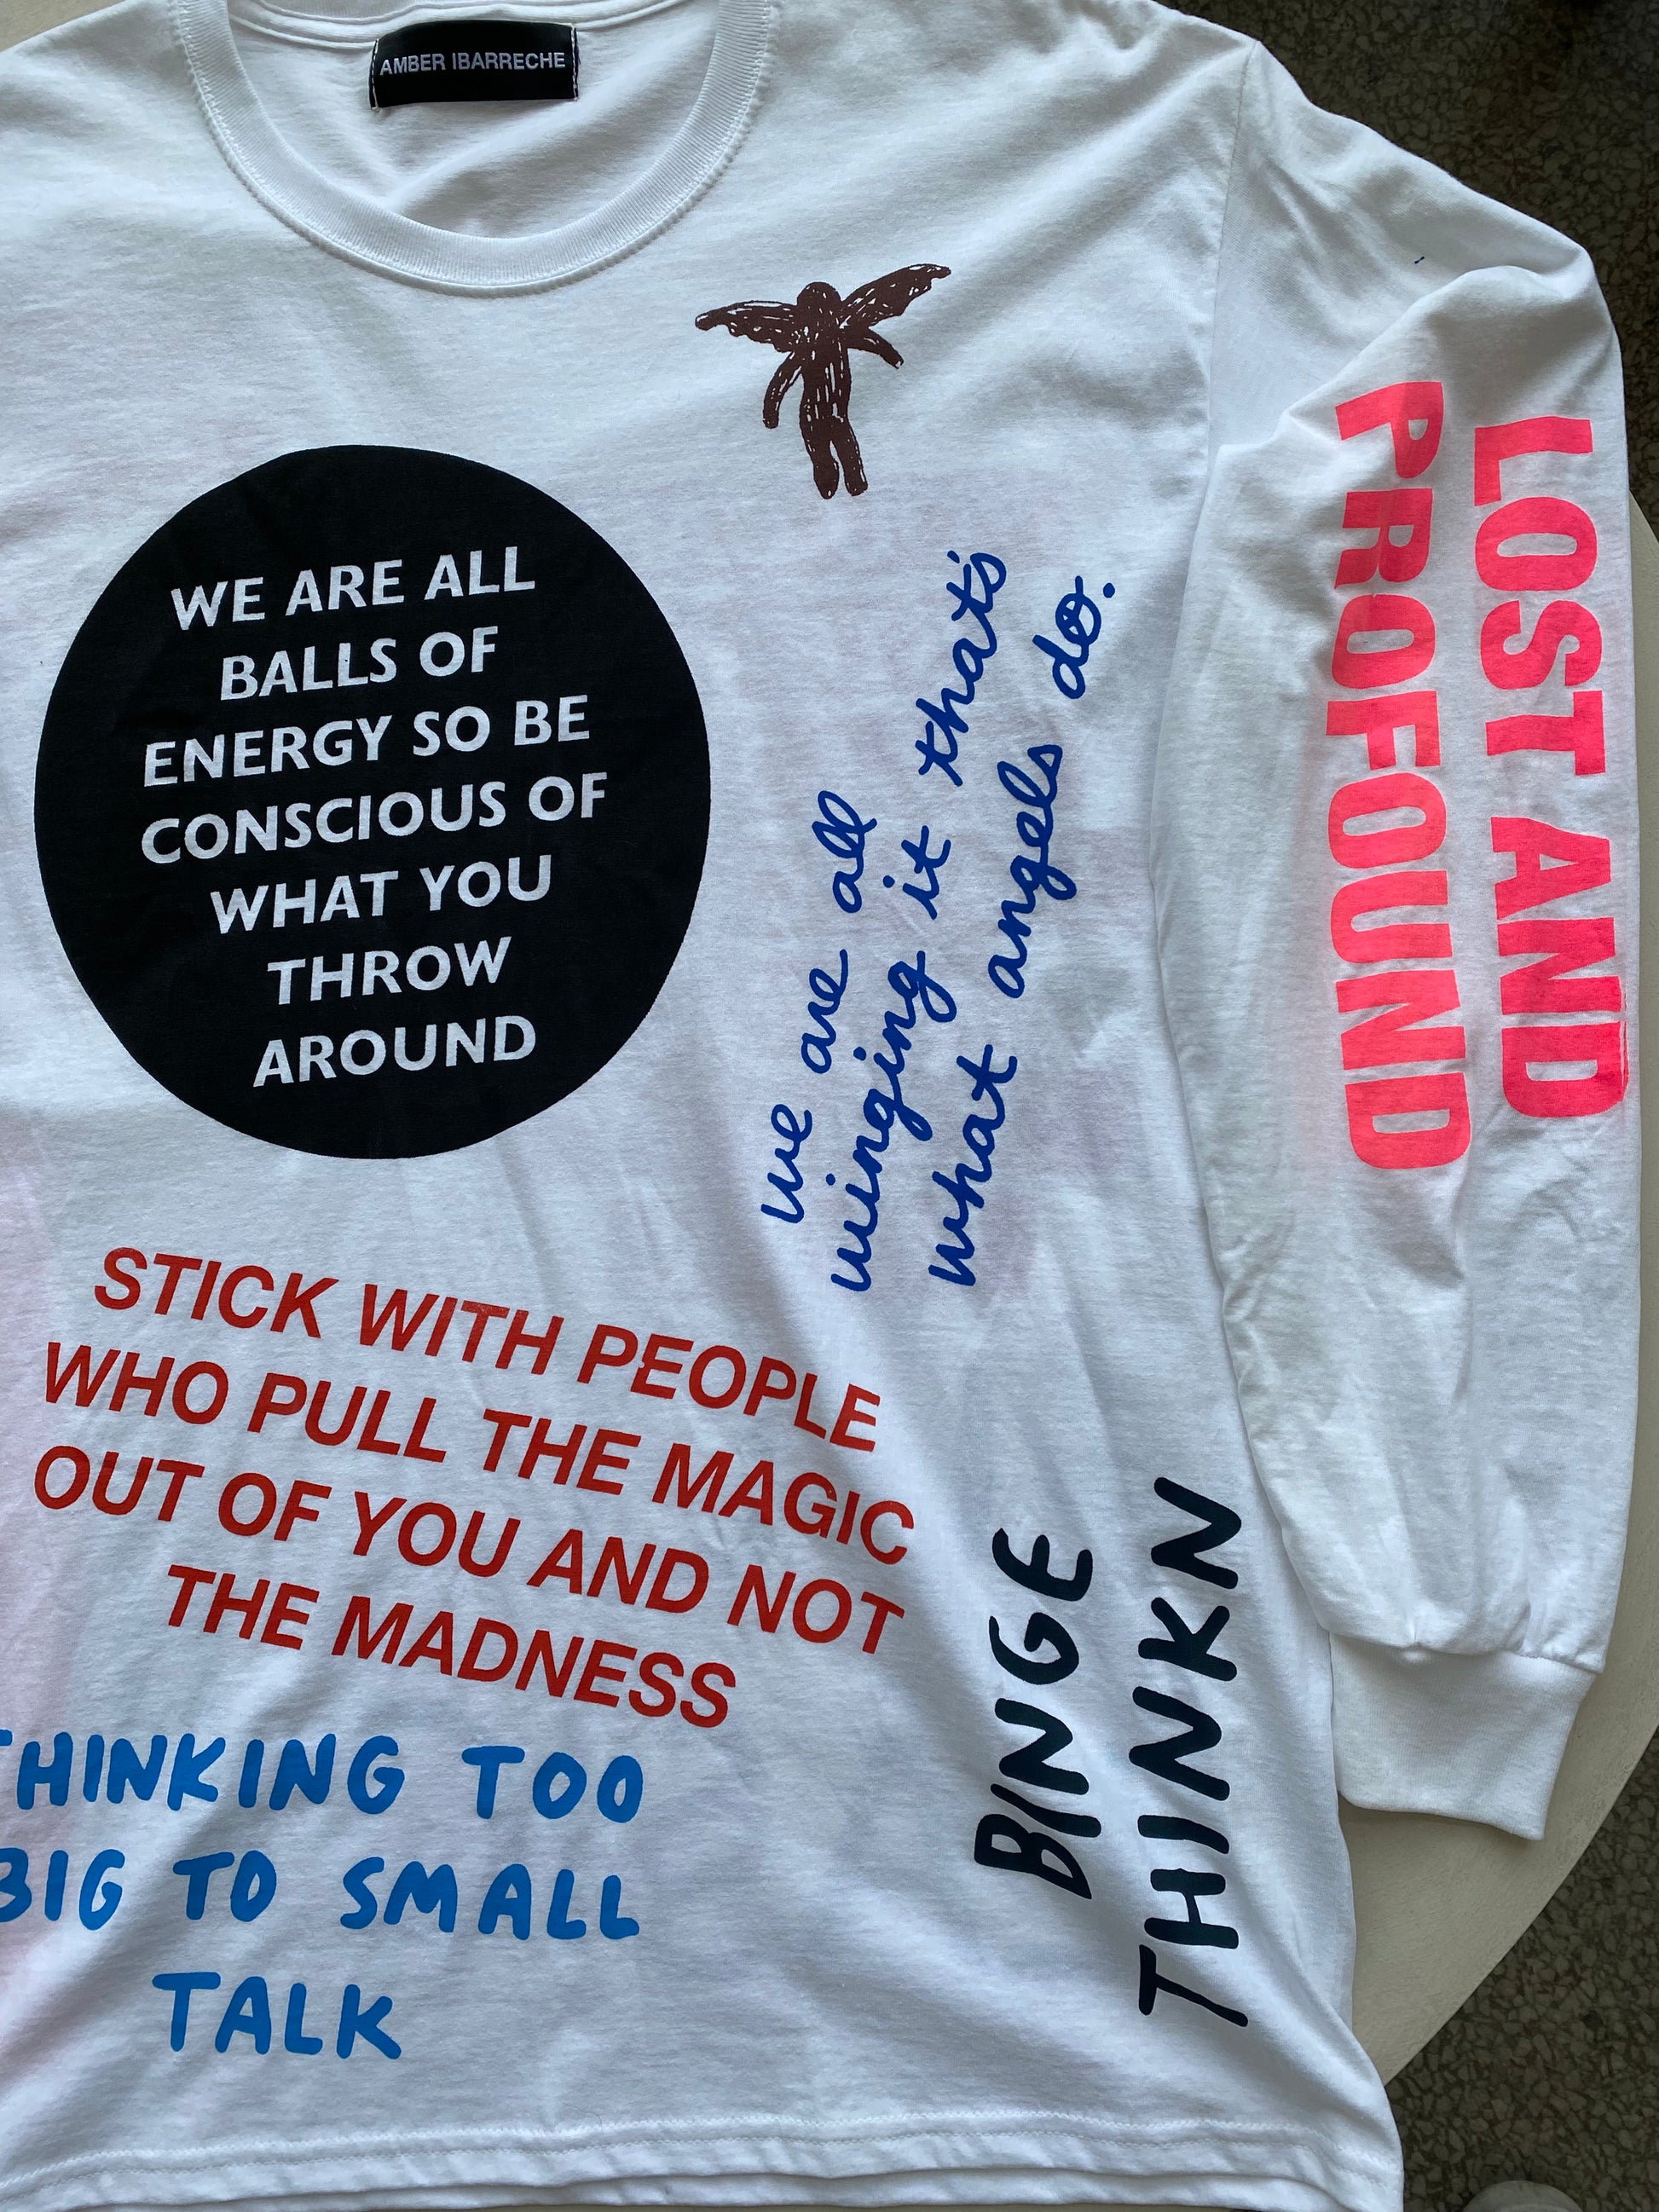 AMBER IBARRECHE
WE ARE ALL
BALLS OF
ENERGY SO BE
CONSCIOUS OF
WHAT YOU
THROW
AROUND
we are all
winging it that's
what angels do.
LOST AND
PROFOUND
STICK WITH PEOPLE
WHO PULL THE MAGIC
OUT OF YOU AND NOT
THE MADNESS
THINKING TOO
BIG TO SMALL
TALK
BINGE
THINKN